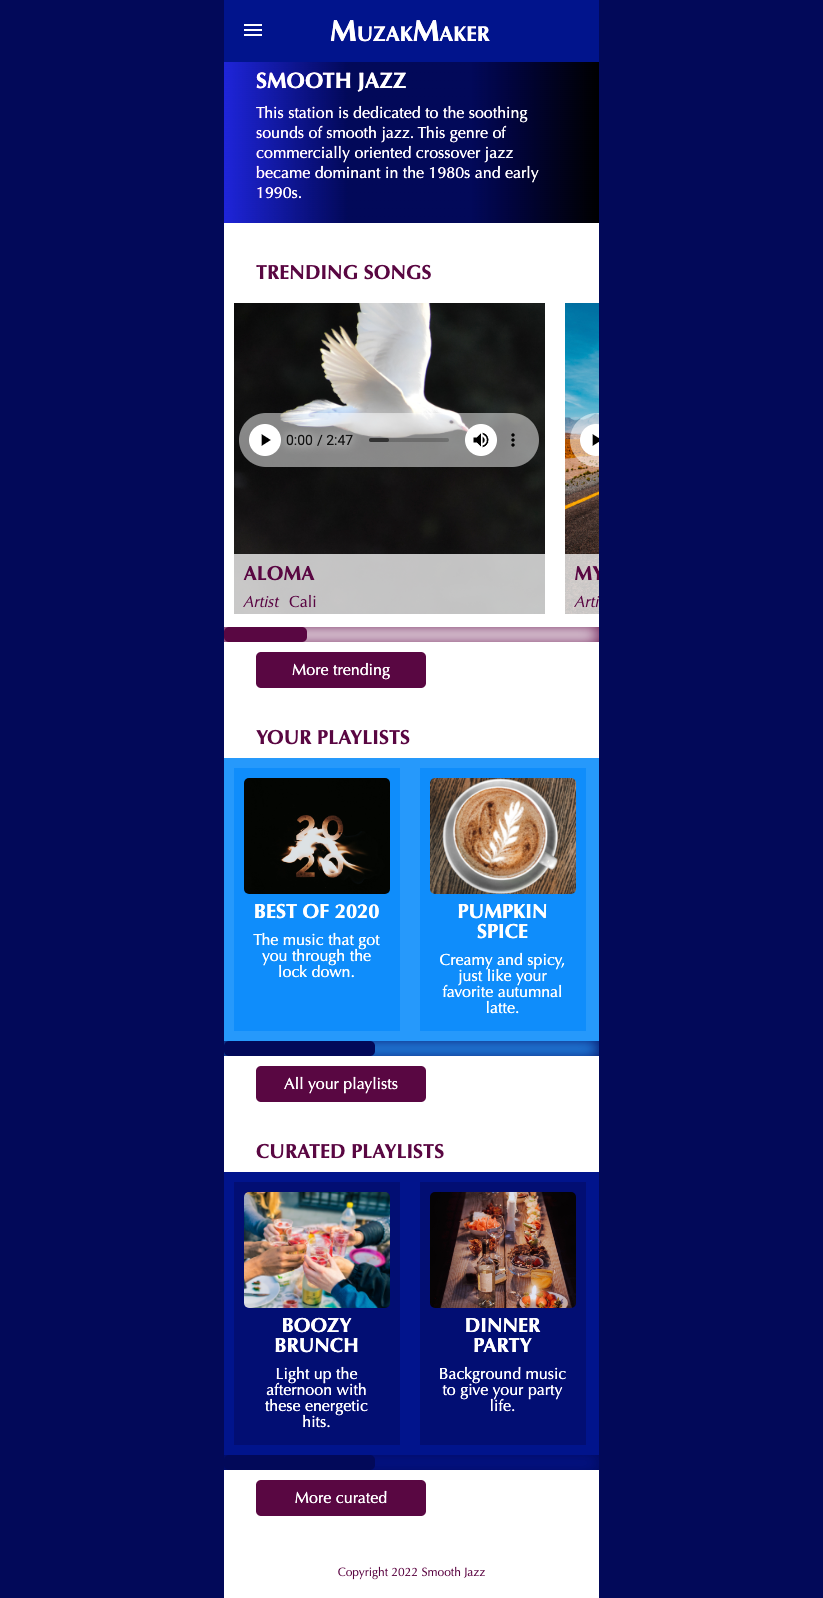 MuzakMaker
SMOOTH JAZZ
This station is dedicated to the soothing
sounds of smooth jazz. This genre of
commercially oriented crossover jazz
became dominant in the 1980s and early
1990s.
TRENDING SONGS
0:00 / 2:47
ALOMA
MY
Artist Cali
Arti
More trending
YOUR PLAYLISTS
20
20
BEST OF 2020
The music that got
you through the
lock down.
PUMPKIN
SPICE
Creamy and spicy,
just like your
favorite autumnal
latte.
All your playlists
CURATED PLAYLISTS
BOOZY
BRUNCH
Light up the
afternoon with
these energetic
hits.
DINNER
PARTY
Background music
to give your party
life.
More curated
Copyright 2022 Smooth Jazz